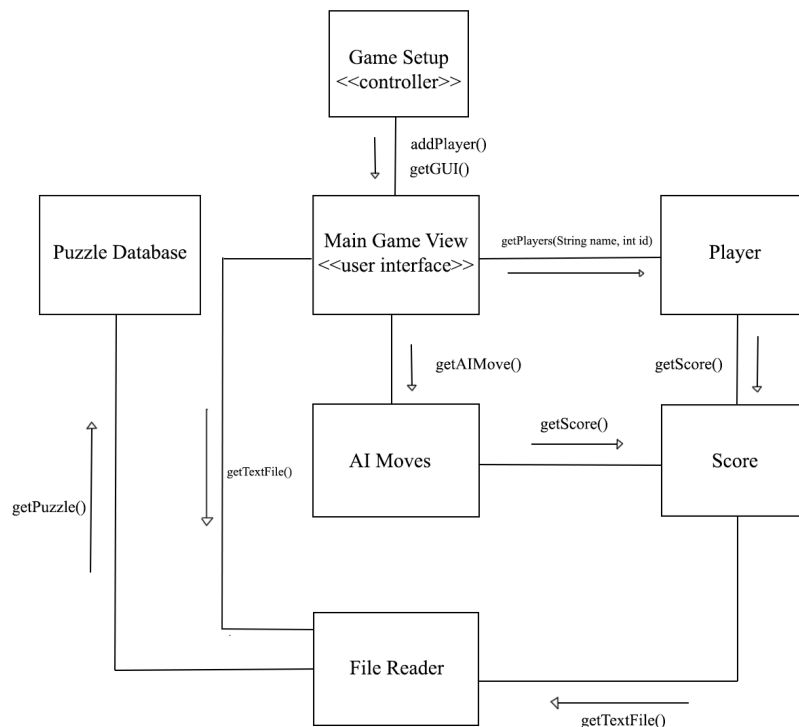 Game Setup
<<controller>>
addPlayer()
getGUI()
Puzzle Database
Main Game View
<<user interface>>
getPlayers(String name, int id)
Player
getAIMove()
getScore()
AI Moves
getScore()
Score
getTextFile()
getPuzzle()
File Reader
getTextFile()